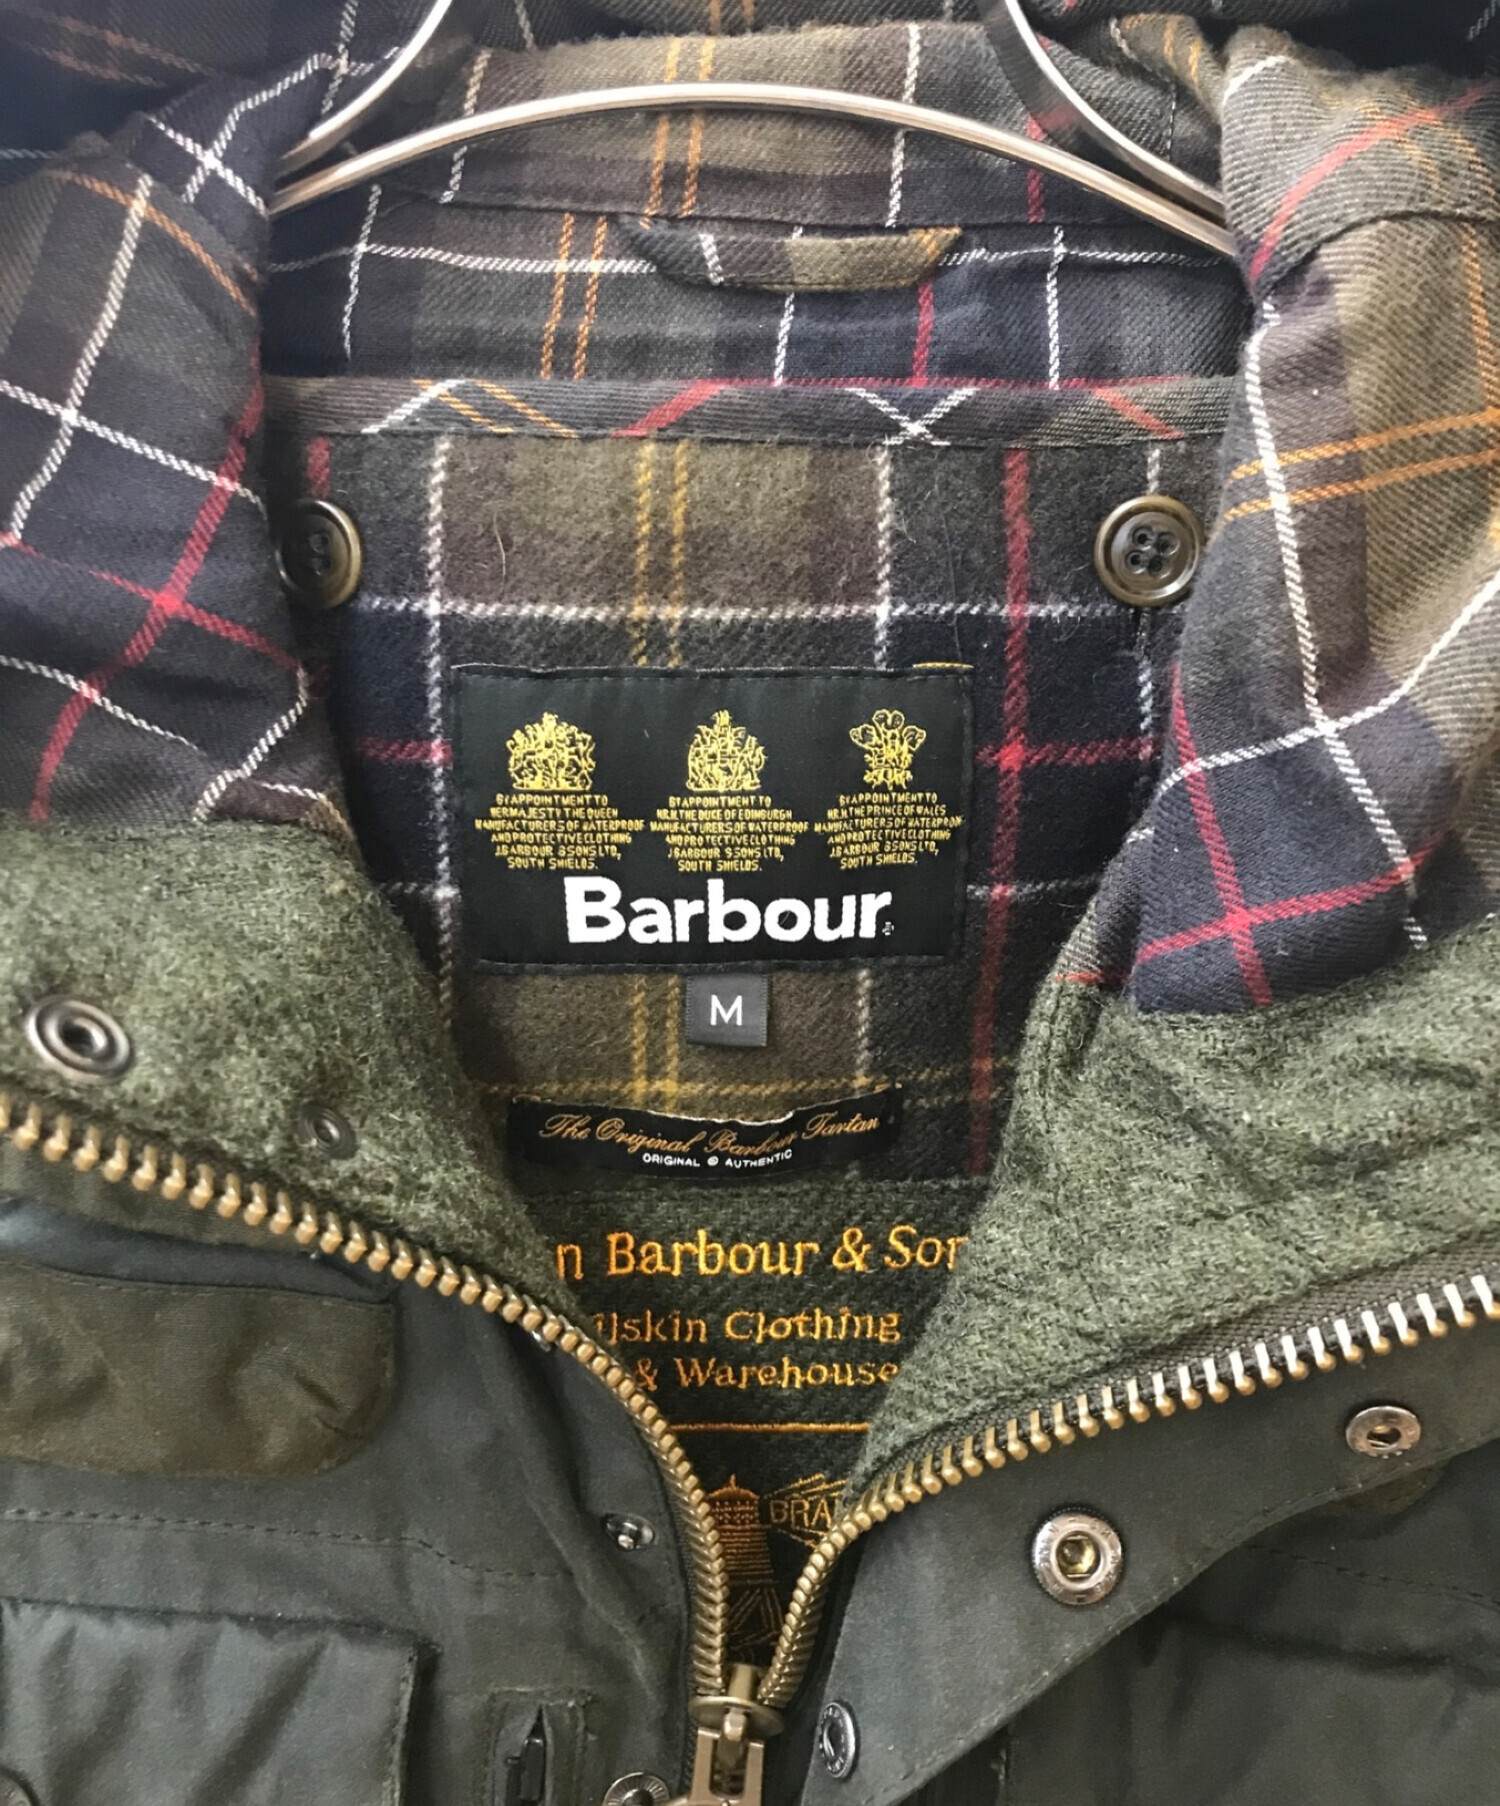 BY APPOINTMENT TO
HER MAJESTY THE QUEEN
MANUFACTURERS OF WATERPROOF
AND PROTECTIVE CLOTHING
J.BARBOUR & SONS LTD,
SOUTH SHIELDS.
BY APPOINTMENT TO
H.R.H. THE DUKE OF EDINBURGH
MANUFACTURERS OF WATERPROOF
AND PROTECTIVE CLOTHING
J.BARBOUR & SONS LTD,
SOUTH SHIELDS.
BY APPOINTMENT TO
H.R.H. THE PRINCE OF WALES
MANUFACTURERS OF WATERPROOF
AND PROTECTIVE CLOTHING
J.BARBOUR & SONS LTD,
SOUTH SHIELDS.
Barbour
M
The Original Barbour Tartan
ORIGINAL & AUTHENTIC
n Barbour & Son
ilskin Clothing
& Warehouse
BRA